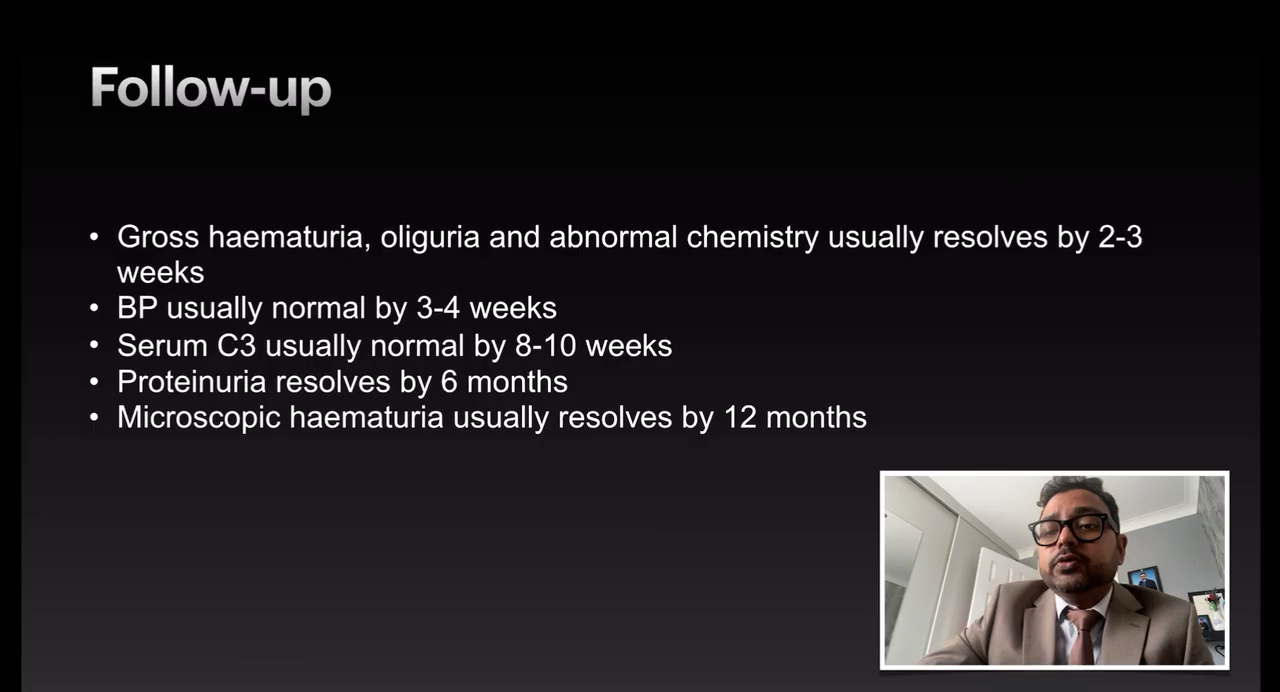 Follow-up
• Gross haematuria, oliguria and abnormal chemistry usually resolves by 2-3
weeks
• BP usually normal by 3-4 weeks
• Serum C3 usually normal by 8-10 weeks
• Proteinuria resolves by 6 months
• Microscopic haematuria usually resolves by 12 months